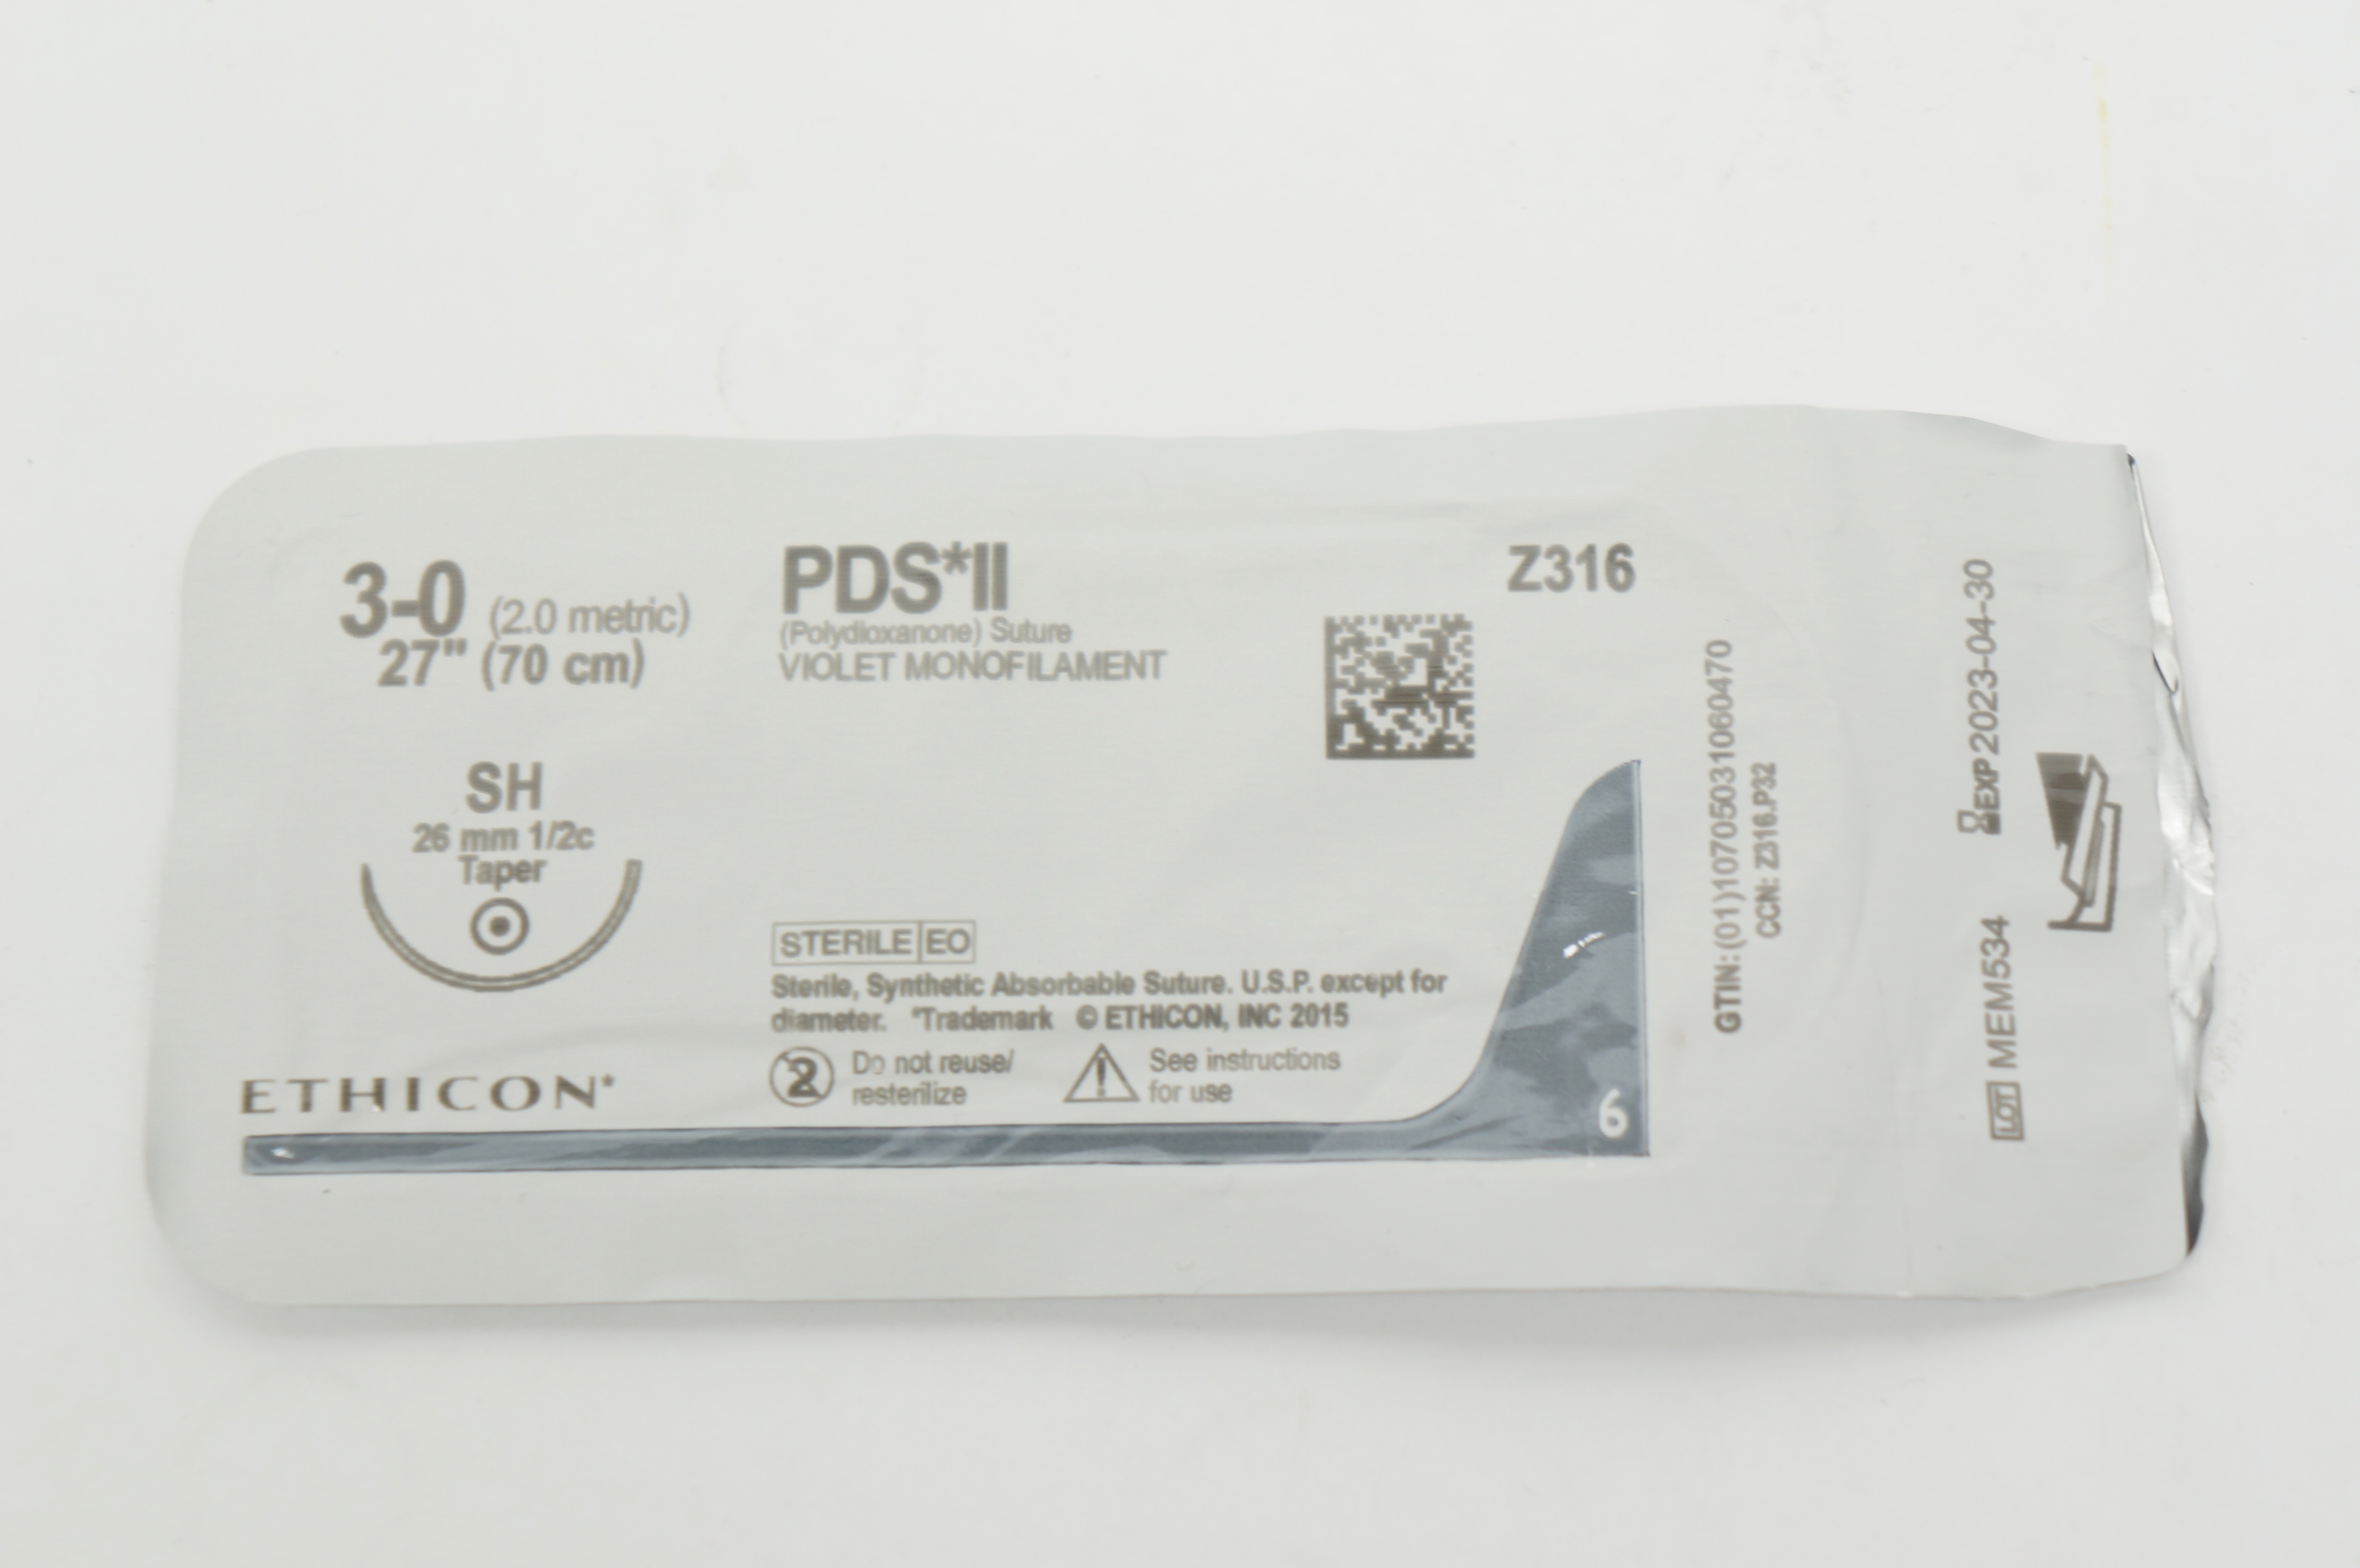 3-0 (2.0 metric)
27" (70 cm)
SH
26 mm 1/2c
Taper
ETHICON*
PDS*II
(Polydioxanone) Suture
VIOLET MONOFILAMENT
Z316
STERILE EO
Sterile, Synthetic Absorbable Suture. U.S.P. except for
diameter. *Trademark © ETHICON, INC 2015
2 Do not reuse/
resterilize
! See instructions
for use
6
GTIN:(01)10705031060470
CCN: Z316.P32
EXP 2023-04-30
LOT MEM534